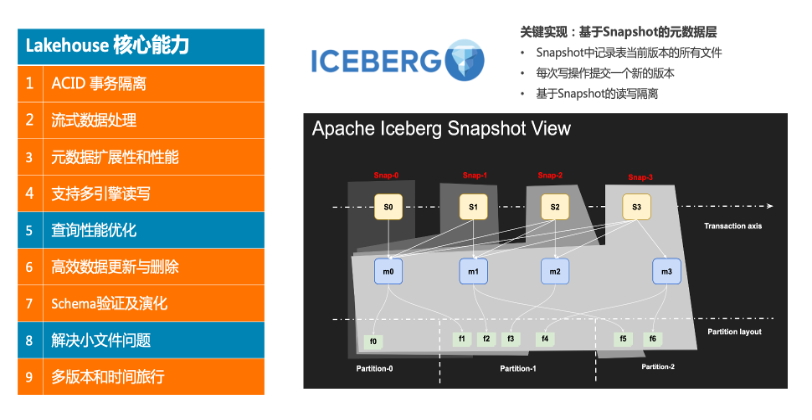 Lakehouse 核心能力
1 ACID 事务隔离
2 流式数据处理
3 元数据扩展性和性能
4 支持多引擎读写
5 查询性能优化
6 高效数据更新与删除
7 Schema验证及演化
8 解决小文件问题
9 多版本和时间旅行
ICEBERG
关键实现：基于Snapshot的元数据层
• Snapshot中记录表当前版本的所有文件
• 每次写操作提交一个新的版本
• 基于Snapshot的读写隔离
Apache Iceberg Snapshot View
Snap-0 Snap-1 Snap-2 Snap-3
S0 S1 S2 S3
Transaction axis
m0 m1 m2 m3
Partition layout
f0 f1 f2 f3 f4 f5 f6
Partition-0 Partition-1 Partition-2